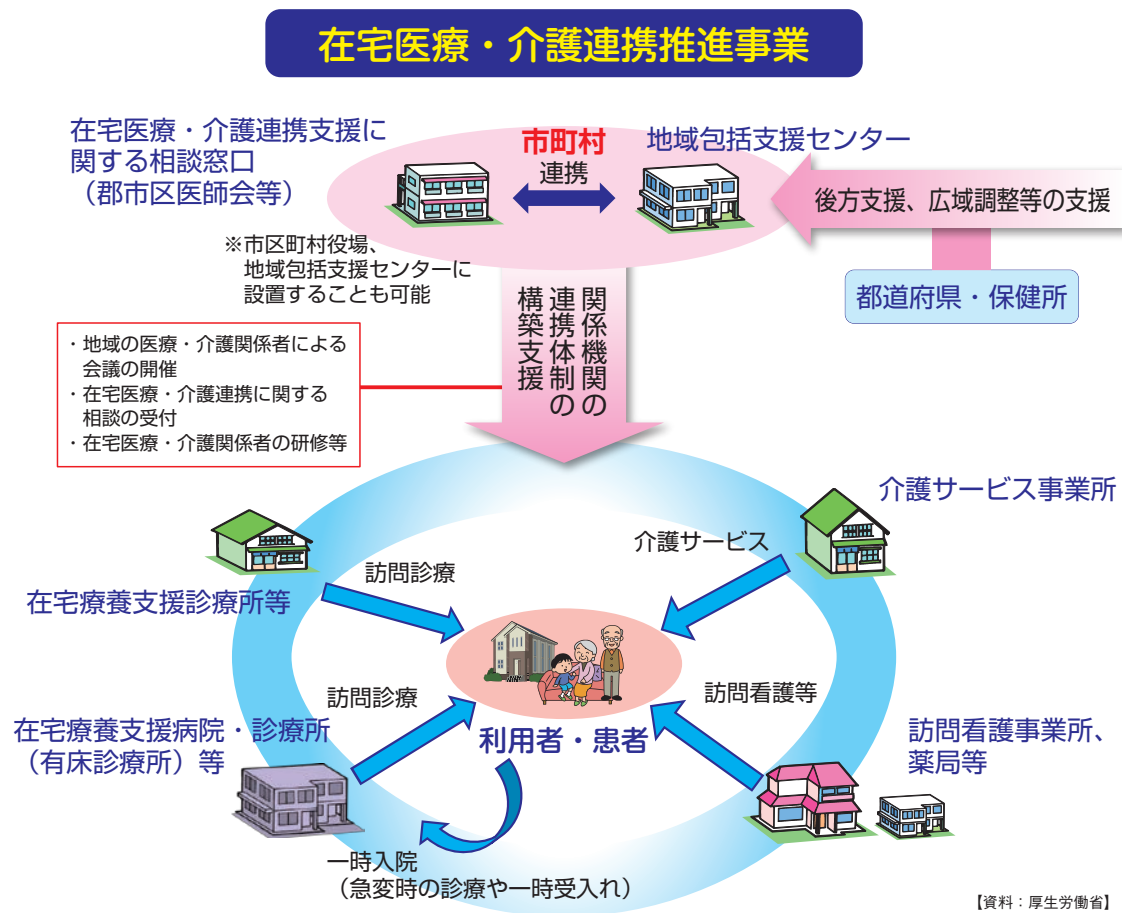 在宅医療・介護連携推進事業
在宅医療・介護連携支援に
関する相談窓口
（郡市区医師会等）
市町村
連携
地域包括支援センター
後方支援、広域調整等の支援
都道府県・保健所
※市区町村役場、
地域包括支援センターに
設置することも可能
関係機関の
連携体制の
構築支援
・地域の医療・介護関係者による
会議の開催
・在宅医療・介護連携に関する
相談の受付
・在宅医療・介護関係者の研修等
介護サービス事業所
介護サービス
訪問診療
在宅療養支援診療所等
訪問診療
訪問看護等
在宅療養支援病院・診療所
（有床診療所）等
利用者・患者
訪問看護事業所、
薬局等
一時入院
（急変時の診療や一時受入れ）
【資料：厚生労働省】